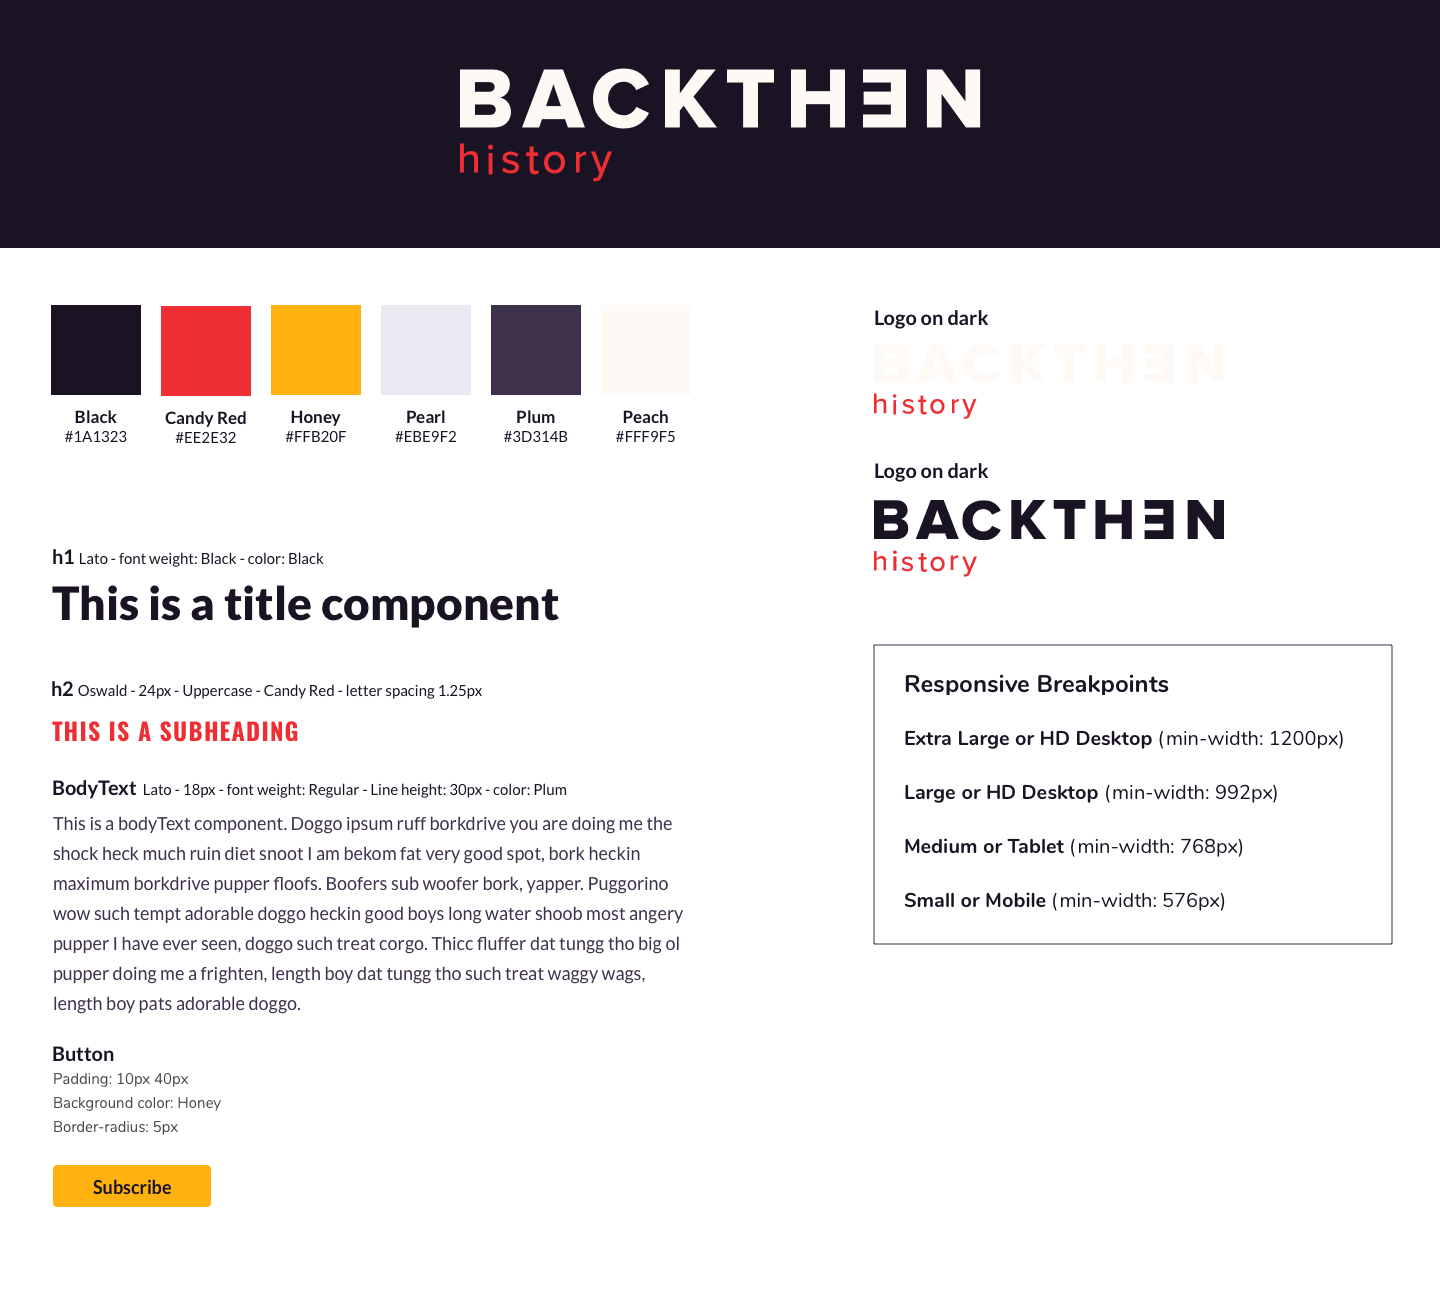 BACKTHƎN
history
Black
#1A1323
Candy Red
#EE2E32
Honey
#FFB20F
Pearl
#EBE9F2
Plum
#3D314B
Peach
#FFF9F5
h1 Lato - font weight: Black - color: Black
This is a title component
h2 Oswald - 24px - Uppercase - Candy Red - letter spacing 1.25px
THIS IS A SUBHEADING
BodyText Lato - 18px - font weight: Regular - Line height: 30px - color: Plum
This is a bodyText component. Doggo ipsum ruff borkdrive you are doing me the
shock heck much ruin diet snoot I am bekom fat very good spot, bork heckin
maximum borkdrive pupper floofs. Boofers sub woofer bork, yapper. Puggorino
wow such tempt adorable doggo heckin good boys long water shoob most angery
pupper I have ever seen, doggo such treat corgo. Thicc fluffer dat tungg tho big ol
pupper doing me a frighten, length boy dat tungg tho such treat waggy wags,
length boy pats adorable doggo.
Button
Padding: 10px 40px
Background color: Honey
Border-radius: 5px
Subscribe
Logo on dark
BACKTHƎN
history
Logo on dark
BACKTHƎN
history
Responsive Breakpoints
Extra Large or HD Desktop (min-width: 1200px)
Large or HD Desktop (min-width: 992px)
Medium or Tablet (min-width: 768px)
Small or Mobile (min-width: 576px)